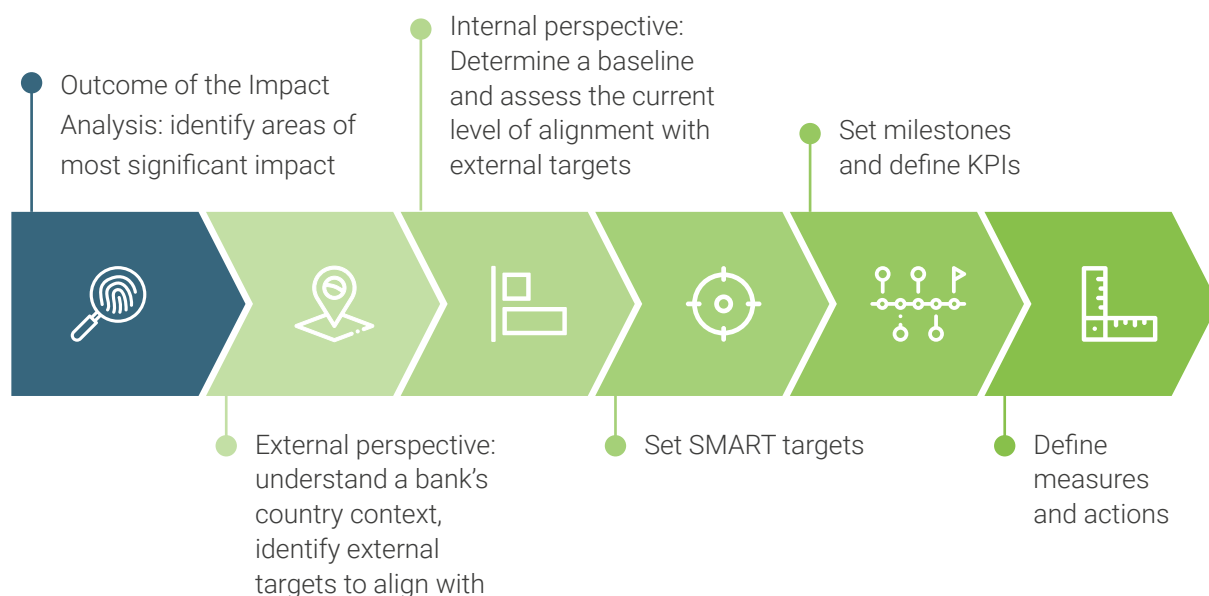 Outcome of the Impact
Analysis: identify areas of
most significant impact
External perspective:
understand a bank's
country context,
identify external
targets to align with
Internal perspective:
Determine a baseline
and assess the current
level of alignment with
external targets
Set SMART targets
Set milestones
and define KPIs
Define
measures
and actions